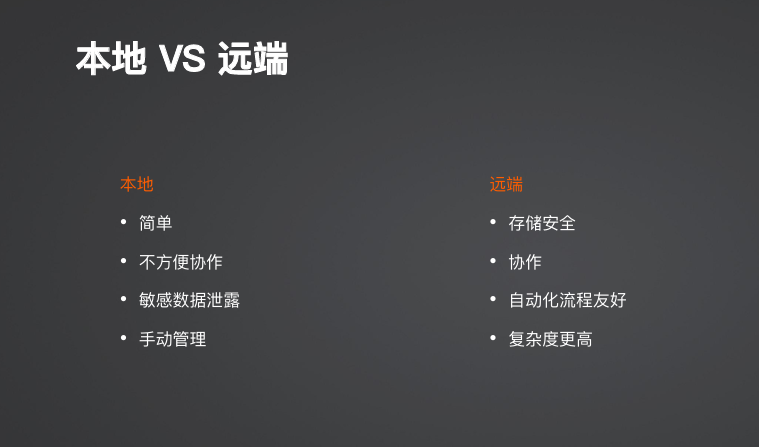 本地 VS 远端
本地
• 简单
• 不方便协作
• 敏感数据泄露
• 手动管理
远端
• 存储安全
• 协作
• 自动化流程友好
• 复杂度更高